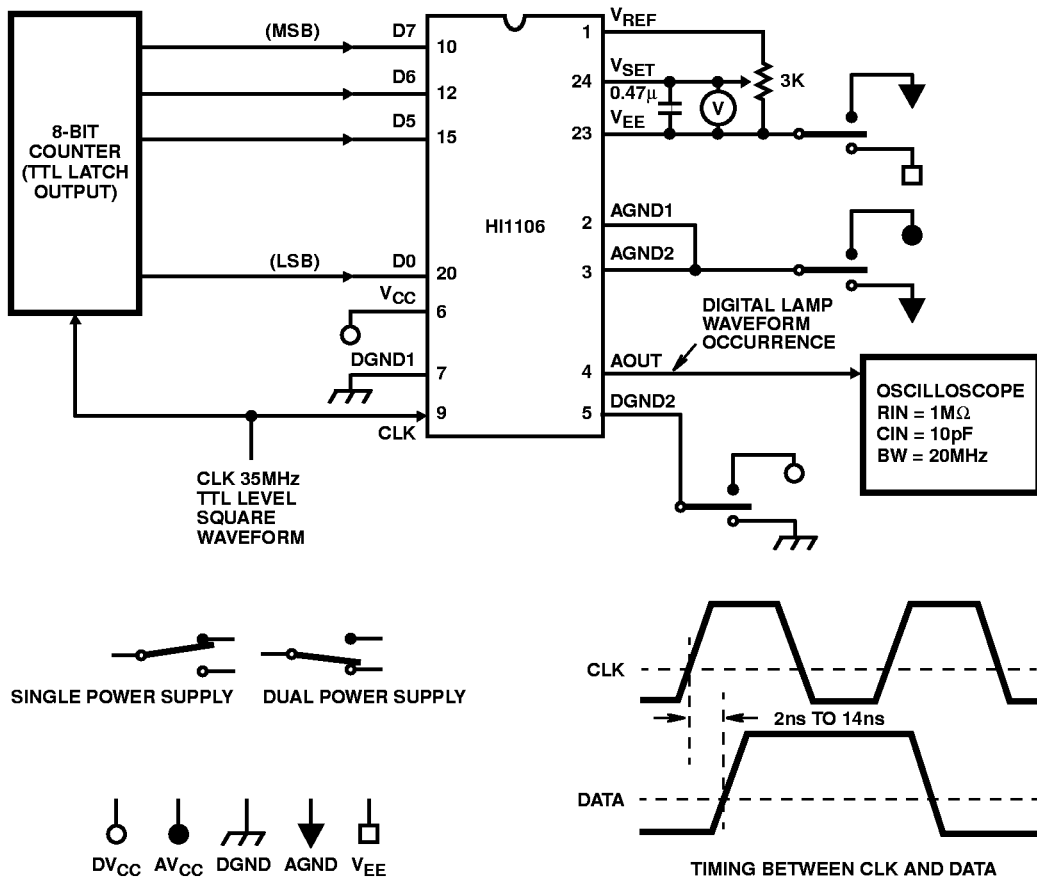 8-BIT
COUNTER
(TTL LATCH
OUTPUT)
(MSB) D7 10
D6 12
D5 15
(LSB) D0 20
VCC 6
DGND1 7
9
CLK
CLK 35MHz
TTL LEVEL
SQUARE
WAVEFORM
HI1106
1 VREF
24 VSET
3K
0.47µ
V
23 VEE
2 AGND1
3 AGND2
DIGITAL LAMP
WAVEFORM
OCCURRENCE
4 AOUT
5 DGND2
OSCILLOSCOPE
RIN = 1MΩ
CIN = 10pF
BW = 20MHz
SINGLE POWER SUPPLY
DUAL POWER SUPPLY
DVCC AVCC DGND AGND VEE
CLK
2ns TO 14ns
DATA
TIMING BETWEEN CLK AND DATA